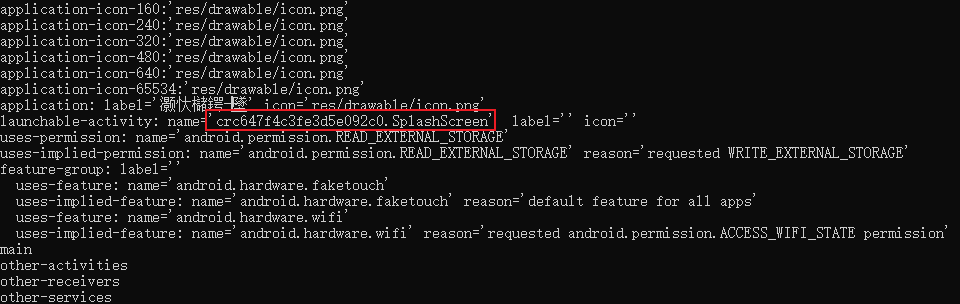 application-icon-160:'res/drawable/icon.png'
application-icon-240:'res/drawable/icon.png'
application-icon-320:'res/drawable/icon.png'
application-icon-480:'res/drawable/icon.png'
application-icon-640:'res/drawable/icon.png'
application-icon-65534:'res/drawable/icon.png'
application: label=' icon='res/drawable/icon.png'
launchable-activity: name='crc647f4c3fe3d5e092c0.SplashScreen'  label='' icon=''
uses-permission: name='android.permission.READ_EXTERNAL_STORAGE'
uses-implied-permission: name='android.permission.READ_EXTERNAL_STORAGE' reason='requested WRITE_EXTERNAL_STORAGE'
feature-group: label=''
  uses-feature: name='android.hardware.faketouch'
  uses-implied-feature: name='android.hardware.faketouch' reason='default feature for all apps'
  uses-feature: name='android.hardware.wifi'
  uses-implied-feature: name='android.hardware.wifi' reason='requested android.permission.ACCESS_WIFI_STATE permission'
main
other-activities
other-receivers
other-services